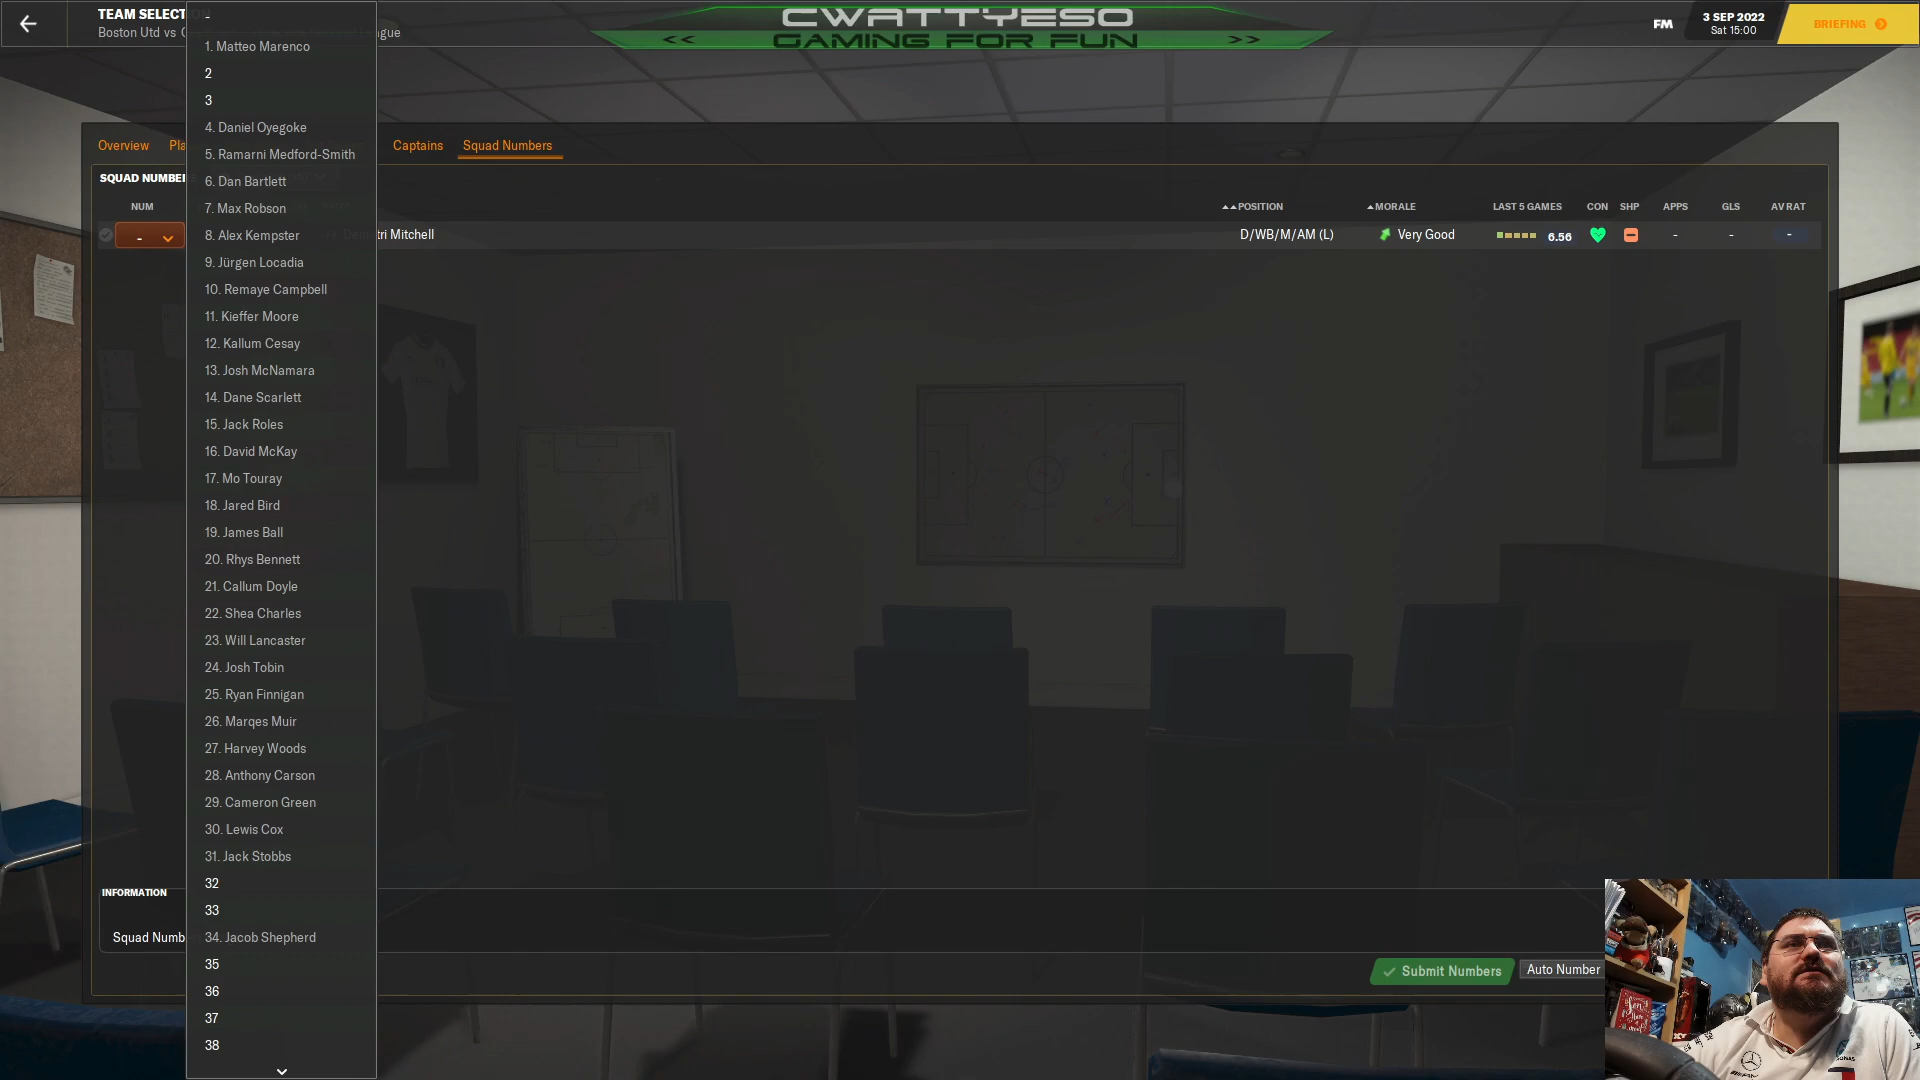 TEAM SELECT
Boston Utd vs
gue
CWATTYESO
<< GAMING FOR FUN >>
FM
3 SEP 2022
Sat 15:00
BRIEFING
-
1. Matteo Marenco
2
3
4. Daniel Oyegoke
5. Ramarni Medford-Smith
6. Dan Bartlett
7. Max Robson
8. Alex Kempster
9. Jürgen Locadia
10. Remaye Campbell
11. Kieffer Moore
12. Kallum Cesay
13. Josh McNamara
14. Dane Scarlett
15. Jack Roles
16. David McKay
17. Mo Touray
18. Jared Bird
19. James Ball
20. Rhys Bennett
21. Callum Doyle
22. Shea Charles
23. Will Lancaster
24. Josh Tobin
25. Ryan Finnigan
26. Marqes Muir
27. Harvey Woods
28. Anthony Carson
29. Cameron Green
30. Lewis Cox
31. Jack Stobbs
32
33
34. Jacob Shepherd
35
36
37
38
Overview Pla Captains Squad Numbers
SQUAD NUMBE
NUM POSITION MORALE LAST 5 GAMES CON SHP APPS GLS AV RAT
- Demetri Mitchell D/WB/M/AM (L) Very Good 6.56 - - -
INFORMATION
Squad Numb
Submit Numbers Auto Number